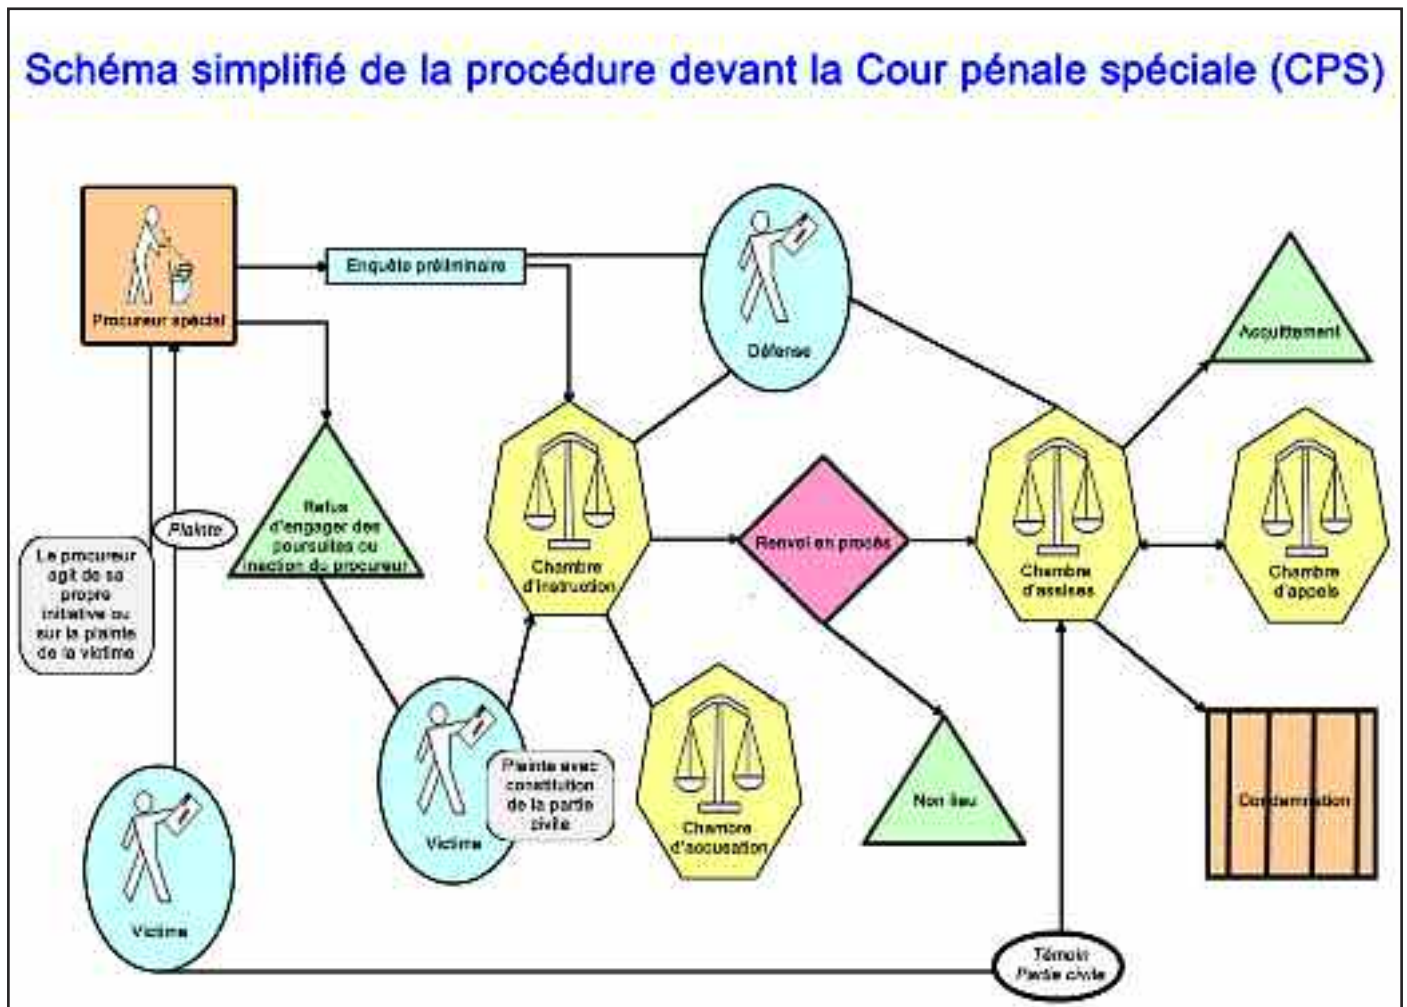 Schéma simplifié de la procédure devant la Cour pénale spéciale (CPS)
Procureur spécial
Enquête préliminaire
Défense
Acquittement
Refus
d'engager des
poursuites ou
inaction du procureur
Plainte
Le procureur
agit de sa
propre
initiative ou
sur la plainte
de la victime
Chambre
d'instruction
Renvoi en procès
Chambre
d'assises
Chambre
d'appels
Victime
Plainte avec
constitution
de la partie
civile
Chambre
d'accusation
Non lieu
Condamnation
Victime
Témoin
Partie civile